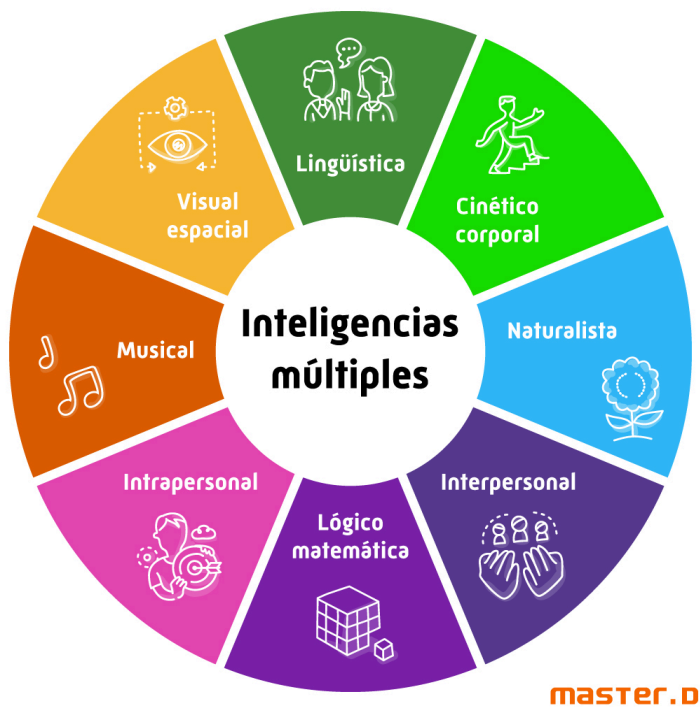 Lingüística
Cinético
corporal
Naturalista
Interpersonal
Lógico
matemática
Intrapersonal
Musical
Visual
espacial
Inteligencias
múltiples
master.D